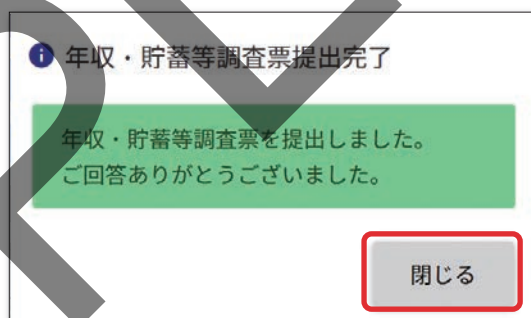 年収・貯蓄等調査票提出完了
年収・貯蓄等調査票を提出しました。
ご回答ありがとうございました。
閉じる